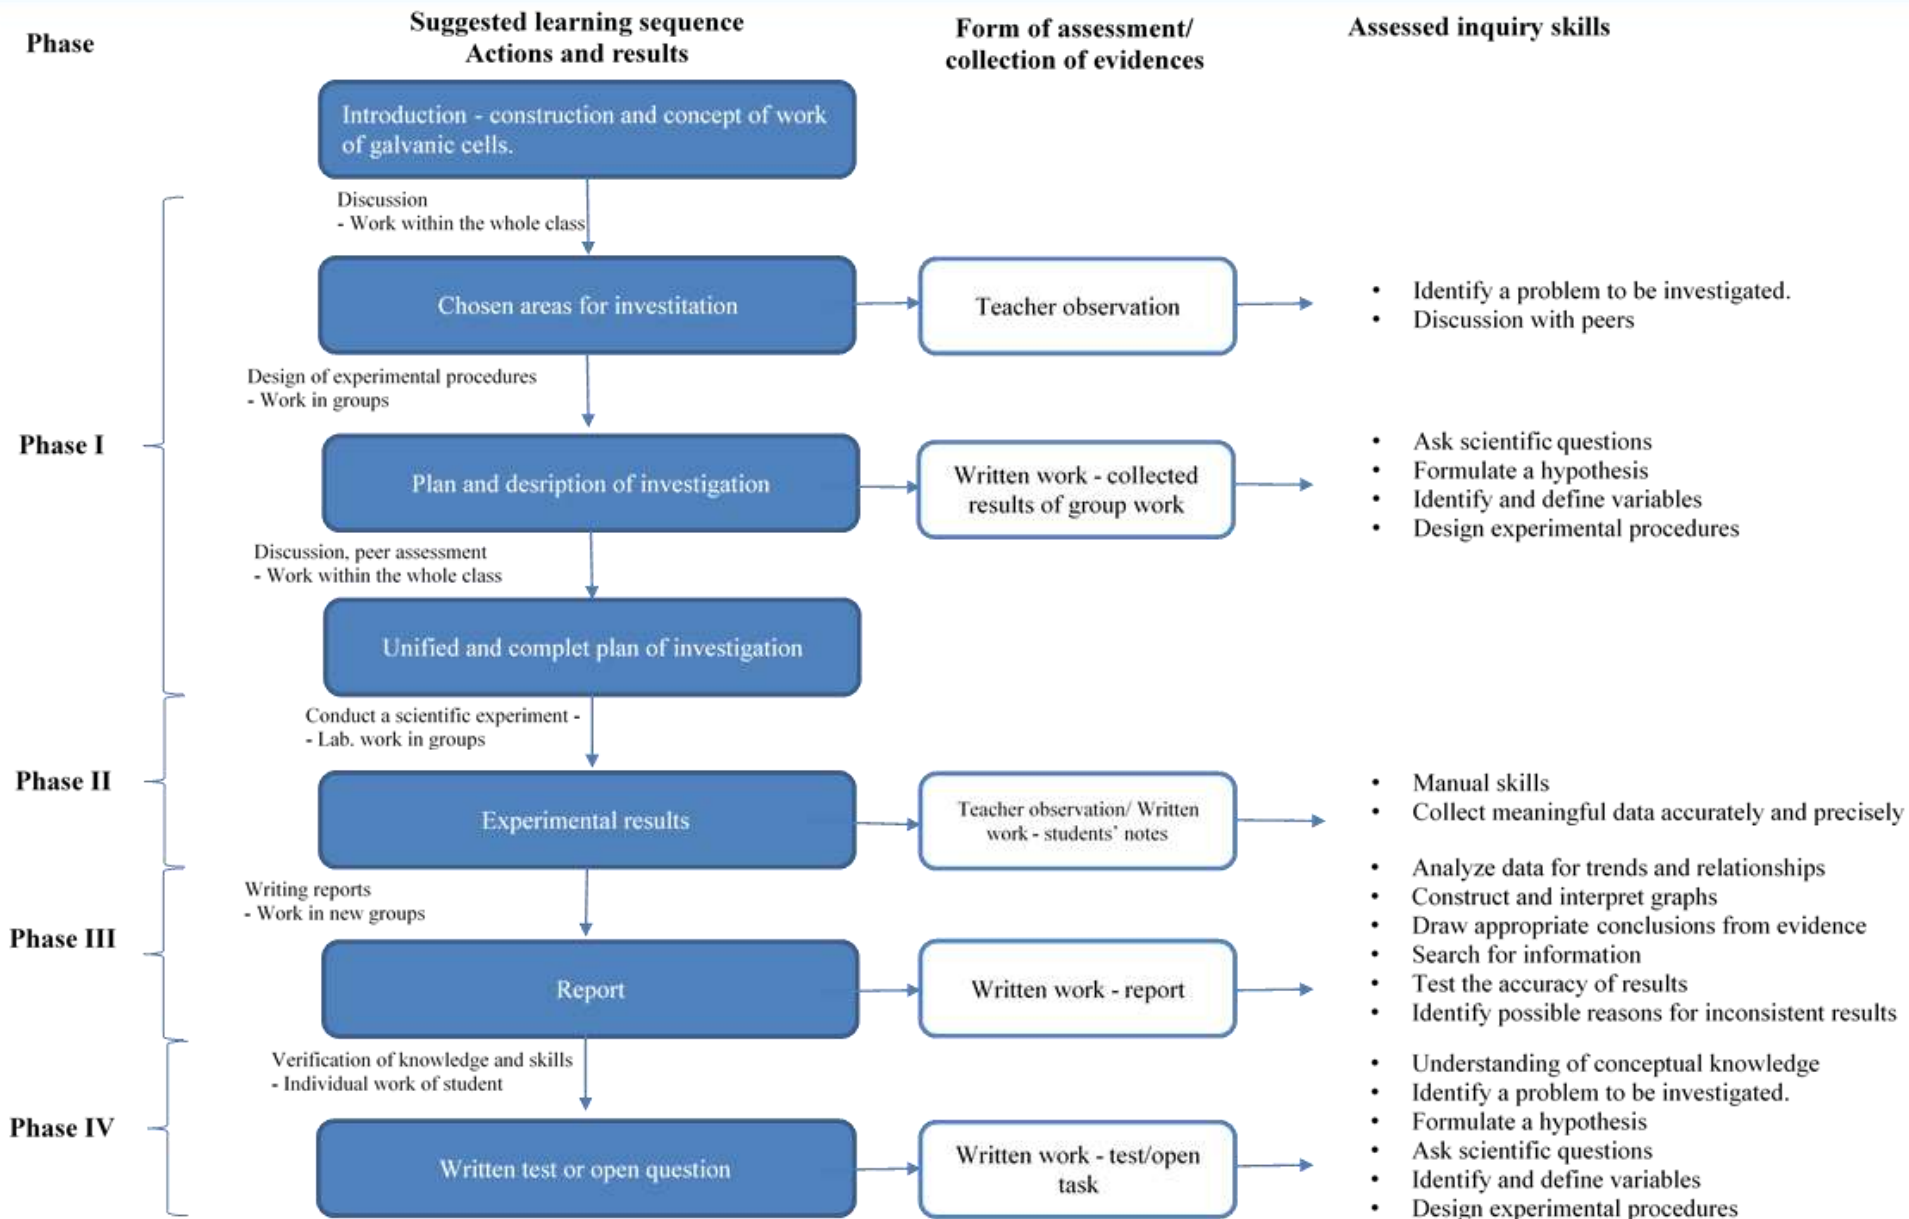 Phase
Suggested learning sequence
Actions and results
Form of assessment/
collection of evidences
Assessed inquiry skills
Introduction - construction and concept of work
of galvanic cells.
Discussion
- Work within the whole class
Chosen areas for investitation
Teacher observation
• Identify a problem to be investigated.
• Discussion with peers
Design of experimental procedures
- Work in groups
Phase I
Plan and desription of investigation
Written work - collected
results of group work
• Ask scientific questions
• Formulate a hypothesis
• Identify and define variables
• Design experimental procedures
Discussion, peer assessment
- Work within the whole class
Unified and complet plan of investigation
Conduct a scientific experiment -
- Lab. work in groups
Phase II
Experimental results
Teacher observation/ Written
work - students’ notes
• Manual skills
• Collect meaningful data accurately and precisely
Writing reports
- Work in new groups
Phase III
Report
Written work - report
• Analyze data for trends and relationships
• Construct and interpret graphs
• Draw appropriate conclusions from evidence
• Search for information
• Test the accuracy of results
• Identify possible reasons for inconsistent results
Verification of knowledge and skills
- Individual work of student
Phase IV
Written test or open question
Written work - test/open
task
• Understanding of conceptual knowledge
• Identify a problem to be investigated.
• Formulate a hypothesis
• Ask scientific questions
• Identify and define variables
• Design experimental procedures